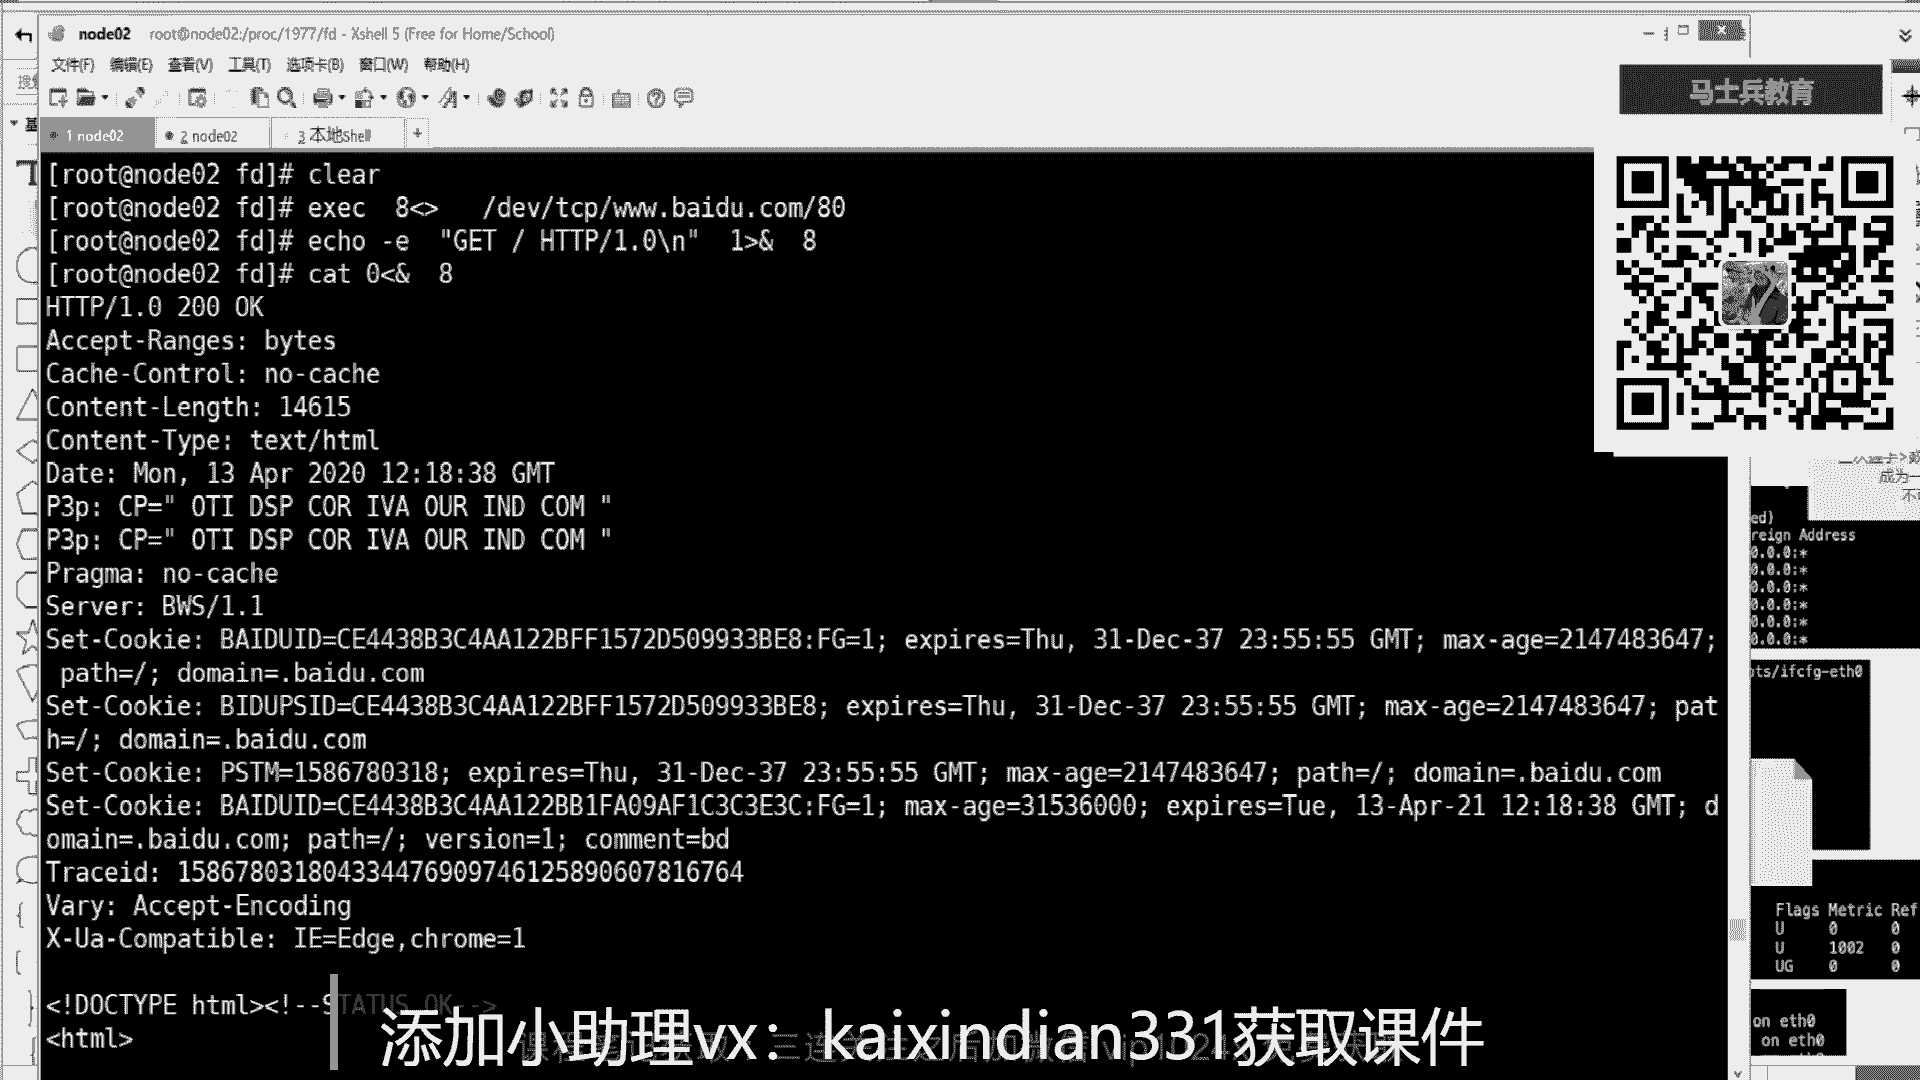 node02 root@node02:/proc/1977/fd - Xshell 5 (Free for Home/School)
文件(F) 编辑(E) 查看(V) 工具(T) 选项卡(B) 窗口(W) 帮助(H)
马士兵教育
1 node02
2 node02
3 本地Shell
+
[root@node02 fd]# clear
[root@node02 fd]# exec  8<>   /dev/tcp/www.baidu.com/80
[root@node02 fd]# echo -e  "GET / HTTP/1.0\n"  1>&  8
[root@node02 fd]# cat 0<&  8
HTTP/1.0 200 OK
Accept-Ranges: bytes
Cache-Control: no-cache
Content-Length: 14615
Content-Type: text/html
Date: Mon, 13 Apr 2020 12:18:38 GMT
P3p: CP=" OTI DSP COR IVA OUR IND COM "
P3p: CP=" OTI DSP COR IVA OUR IND COM "
Pragma: no-cache
Server: BWS/1.1
Set-Cookie: BAIDUID=CE4438B3C4AA122BFF1572D509933BE8:FG=1; expires=Thu, 31-Dec-37 23:55:55 GMT; max-age=2147483647;
 path=/; domain=.baidu.com
Set-Cookie: BIDUPSID=CE4438B3C4AA122BFF1572D509933BE8; expires=Thu, 31-Dec-37 23:55:55 GMT; max-age=2147483647; pat
h=/; domain=.baidu.com
Set-Cookie: PSTM=1586780318; expires=Thu, 31-Dec-37 23:55:55 GMT; max-age=2147483647; path=/; domain=.baidu.com
Set-Cookie: BAIDUID=CE4438B3C4AA122BB1FA09AF1C3C3E3C:FG=1; max-age=31536000; expires=Tue, 13-Apr-21 12:18:38 GMT; d
omain=.baidu.com; path=/; version=1; comment=bd
Traceid: 1586780318043344769097461258906078167​64
Vary: Accept-Encoding
X-Ua-Compatible: IE=Edge,chrome=1
<!DOCTYPE html><!--STATUS OK-->
<html>
添加小助理vx：kaixindian331获取课件
成为一
ed)
reign Address
0.0.0:*
0.0.0:*
0.0.0:*
0.0.0:*
0.0.0:*
0.0.0:*
ots/ifcfg-eth0
Flags Metric Ref
U 0 0
U 1002 0
UG 0 0
on eth0
on eth0